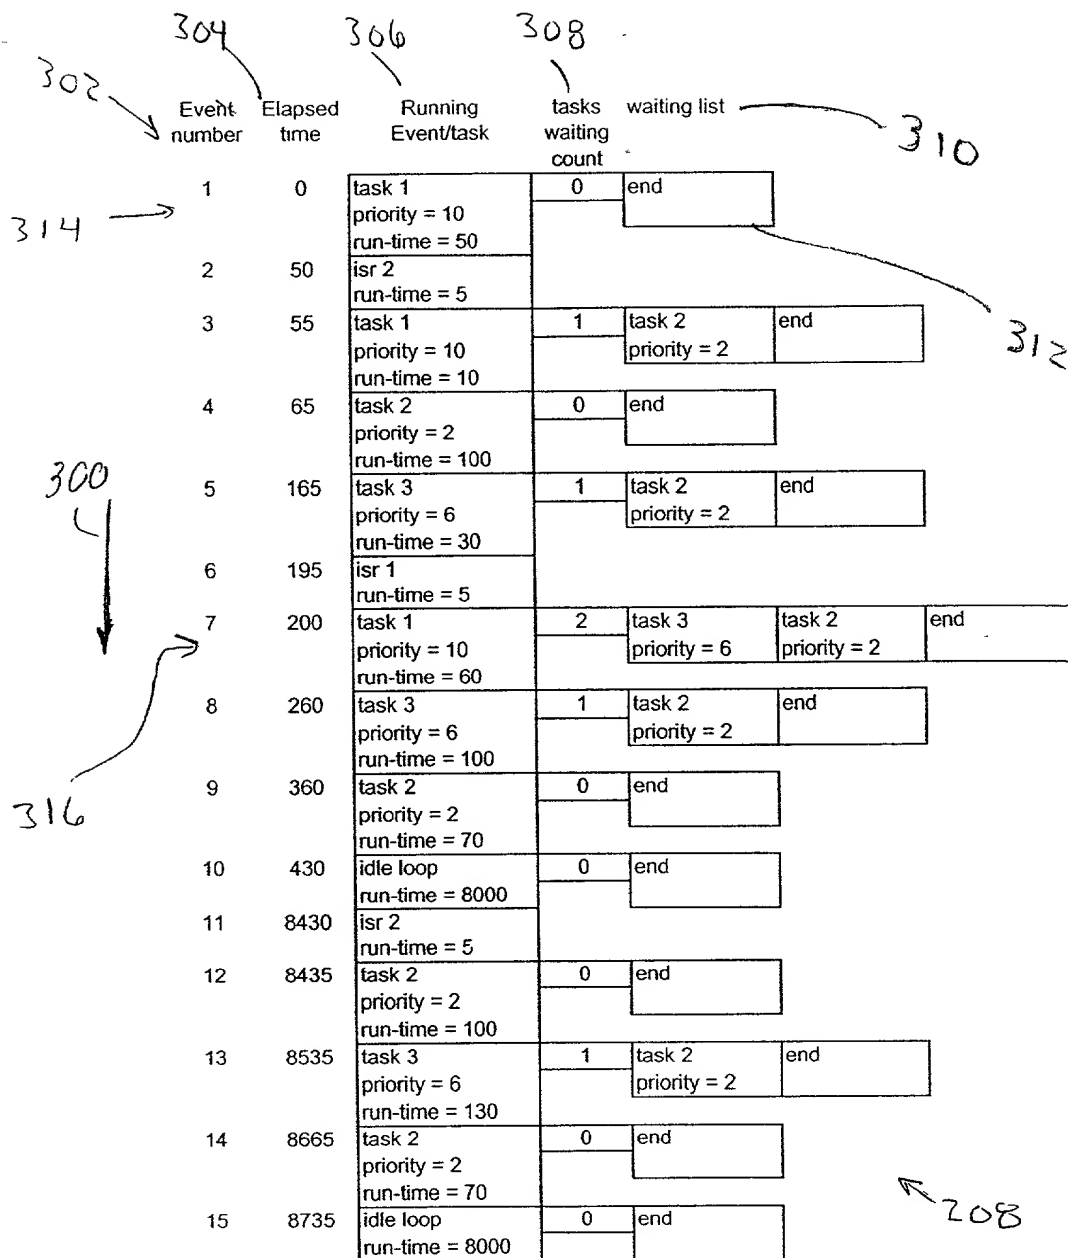 304 306 308
302
Event Elapsed Running tasks waiting list
number time Event/task waiting
count
310
1 0 task 1 0 end
priority = 10
314
run-time = 50
2 50 isr 2
run-time = 5
3 55 task 1 1 task 2 end
priority = 10 priority = 2
312
run-time = 10
4 65 task 2 0 end
priority = 2
run-time = 100
300
5 165 task 3 1 task 2 end
priority = 6 priority = 2
run-time = 30
6 195 isr 1
run-time = 5
7 200 task 1 2 task 3 task 2 end
priority = 10 priority = 6 priority = 2
run-time = 60
8 260 task 3 1 task 2 end
priority = 6 priority = 2
run-time = 100
9 360 task 2 0 end
316
priority = 2
run-time = 70
10 430 idle loop 0 end
run-time = 8000
11 8430 isr 2
run-time = 5
12 8435 task 2 0 end
priority = 2
run-time = 100
13 8535 task 3 1 task 2 end
priority = 6 priority = 2
run-time = 130
14 8665 task 2 0 end
priority = 2
run-time = 70
208
15 8735 idle loop 0 end
run-time = 8000